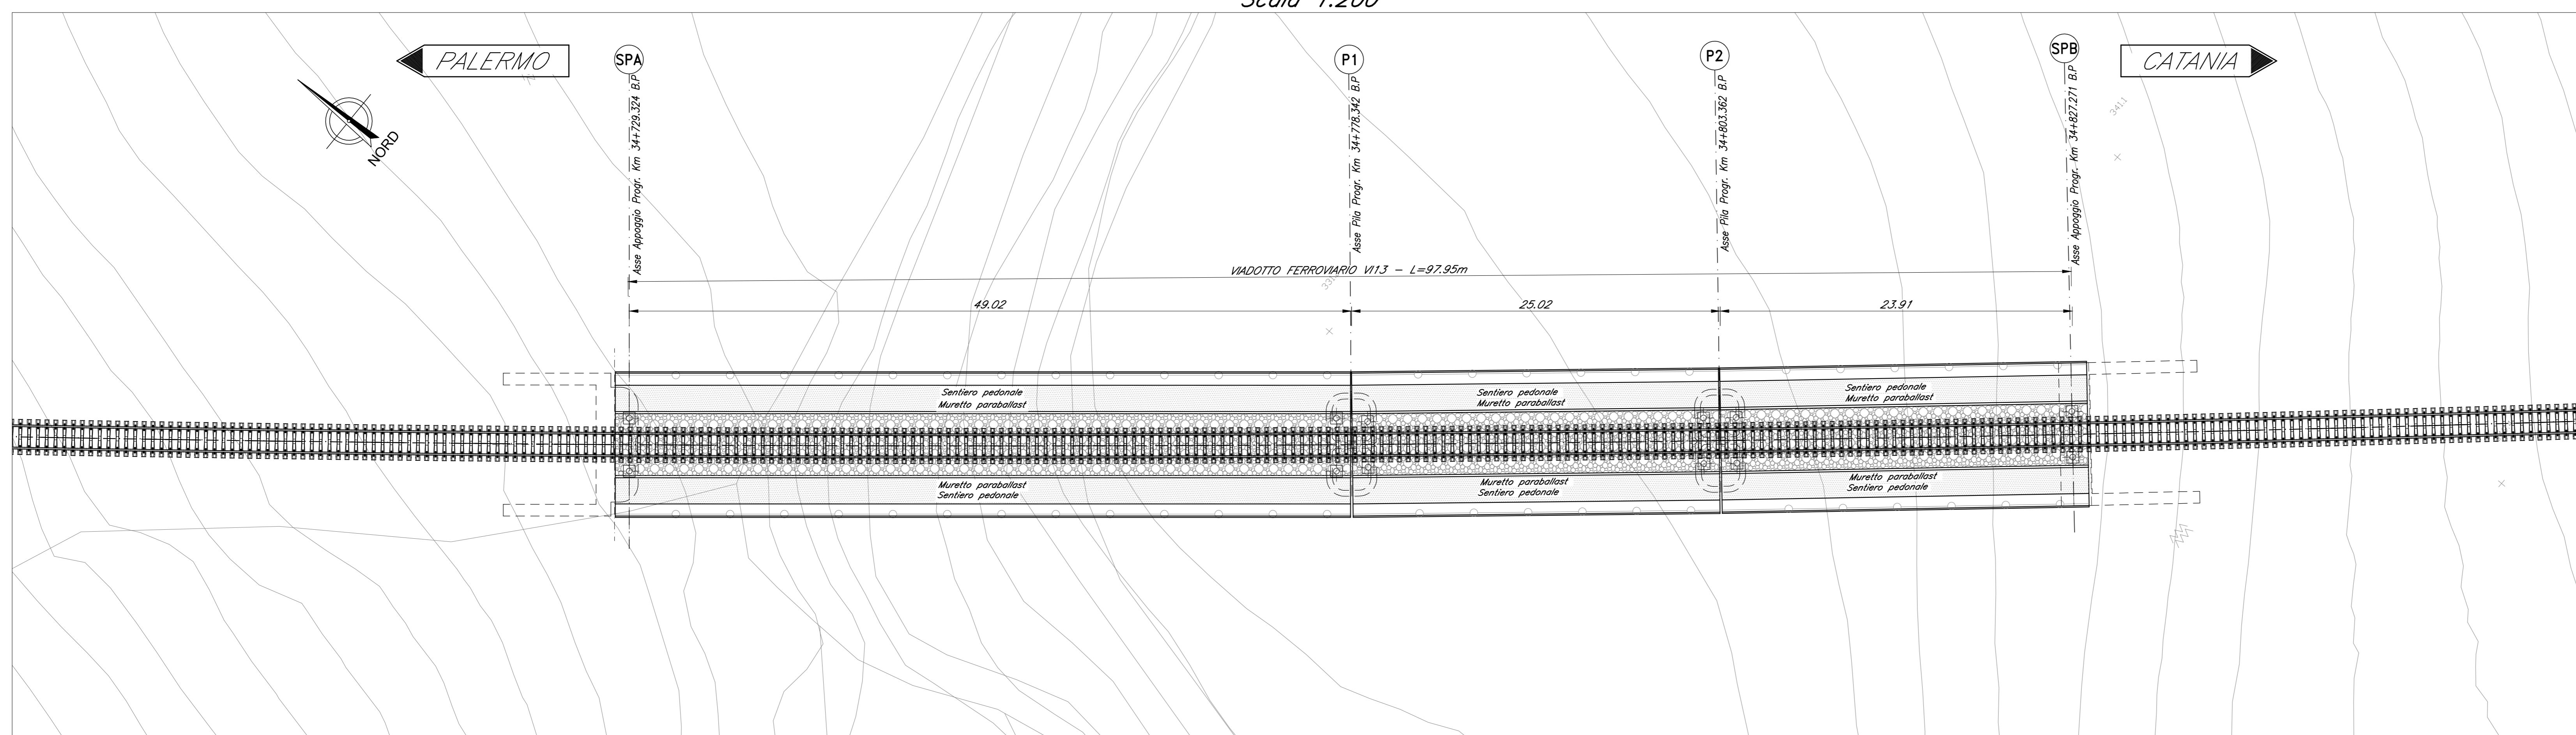 Scala 1:200
PALERMO
SPA
P1
P2
SPB
CATANIA
NORD
Asse Appoggio Progr. Km 34+729.324 B.P
Asse Pila Progr. Km 34+778.342 B.P
Asse Pila Progr. Km 34+803.362 B.P
Asse Appoggio Progr. Km 34+827.271 B.P
341.1
VIADOTTO FERROVIARIO VI13 - L=97.95m
49.02
25.02
23.91
Sentiero pedonale
Muretto paraballast
Sentiero pedonale
Muretto paraballast
Sentiero pedonale
Muretto paraballast
Muretto paraballast
Sentiero pedonale
Muretto paraballast
Sentiero pedonale
Muretto paraballast
Sentiero pedonale